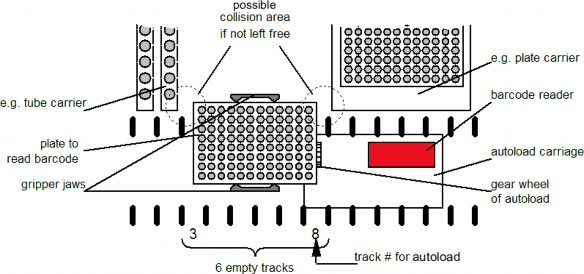 possible
collision area
if not left free
e.g. plate carrier
e.g. tube carrier
barcode reader
plate to
read barcode
autoload carriage
gripper jaws
gear wheel
of autoload
3
8
6 empty tracks
track # for autoload